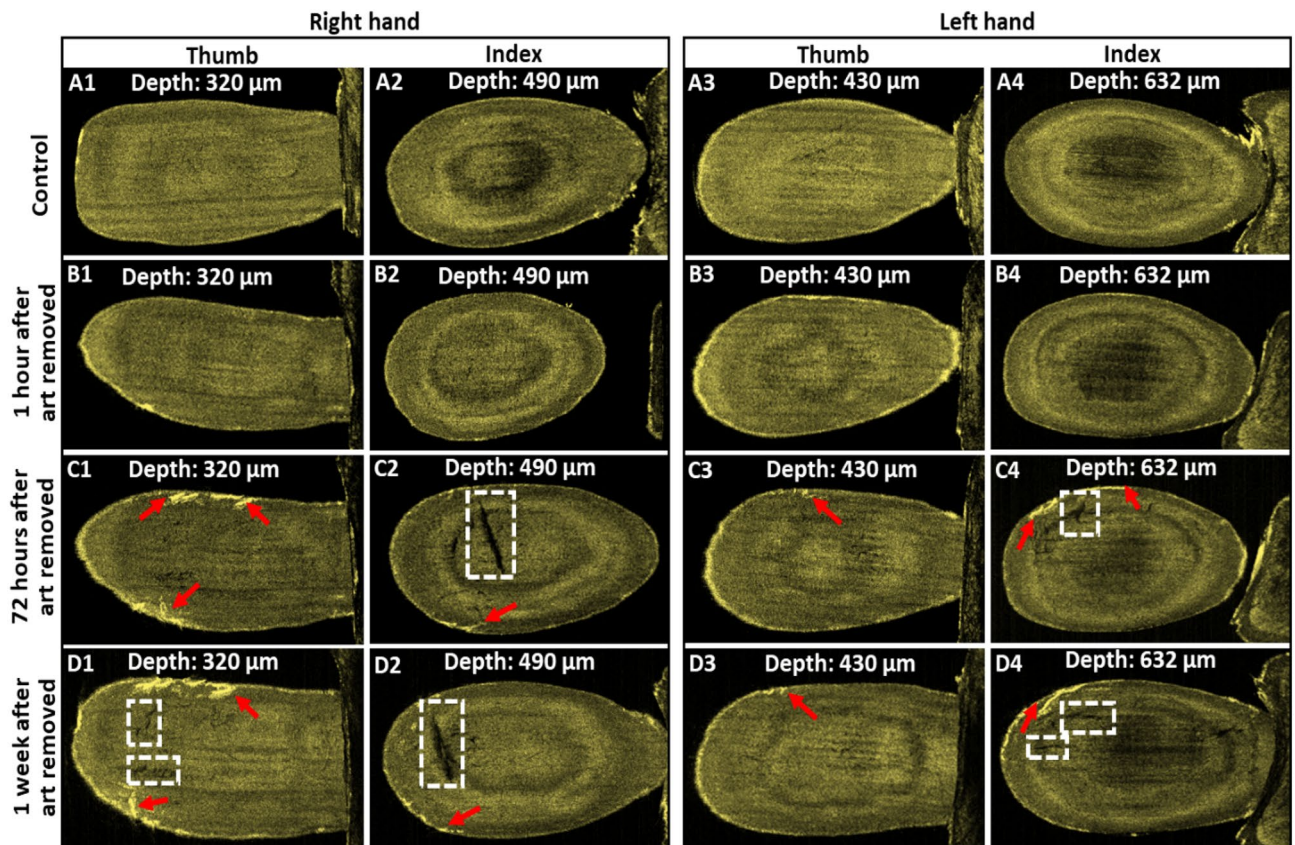 Right hand
Left hand
Thumb
Index
Thumb
Index
Control
A1
Depth: 320 µm
A2
Depth: 490 µm
A3
Depth: 430 µm
A4
Depth: 632 µm
1 hour after
art removed
B1
Depth: 320 µm
B2
Depth: 490 µm
B3
Depth: 430 µm
B4
Depth: 632 µm
72 hours after
art removed
C1
Depth: 320 µm
C2
Depth: 490 µm
C3
Depth: 430 µm
C4
Depth: 632 µm
1 week after
art removed
D1
Depth: 320 µm
D2
Depth: 490 µm
D3
Depth: 430 µm
D4
Depth: 632 µm